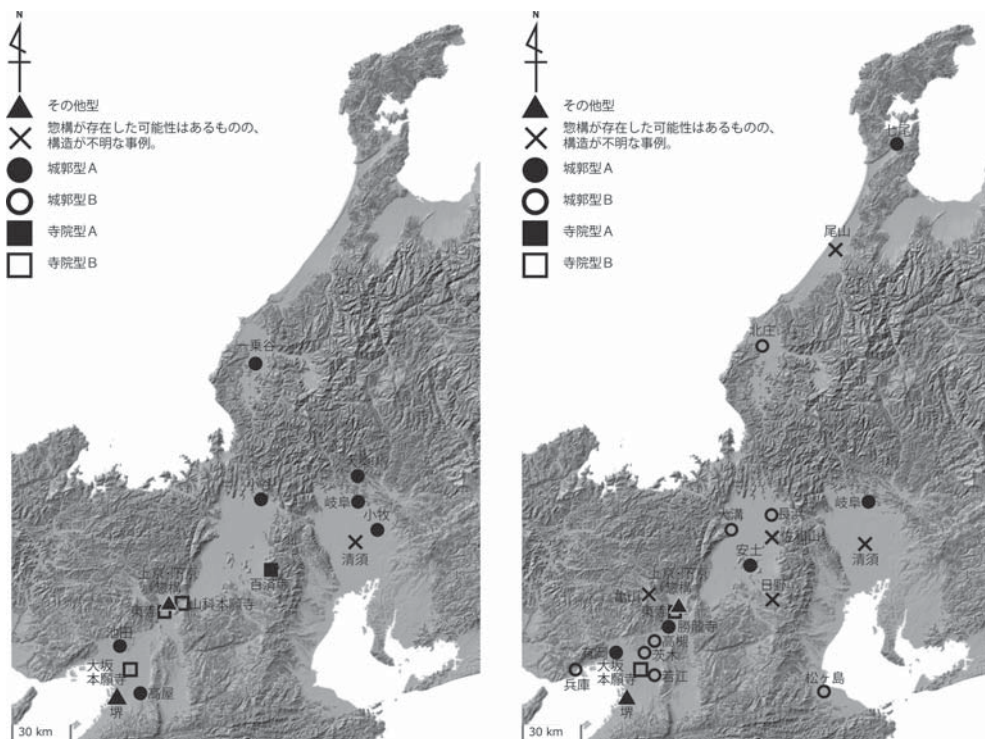 N
その他型
惣構が存在した可能性はあるものの、
構造が不明な事例。
城郭型A
城郭型B
寺院型A
寺院型B
一乗谷
小谷
岐阜
小牧
清須
百済寺
上京・下
山科本願寺
池田
大坂
本願寺
高屋
堺
30 km
N
その他型
惣構が存在した可能性はあるものの、
構造が不明な事例。
城郭型A
城郭型B
寺院型A
寺院型B
七尾
尾山
北庄
岐阜
大溝
長浜
佐和山
清須
安土
日野
上京・下
亀山
勝龍寺
高槻
茨木
大坂
本願寺
若江
兵庫
堺
松ヶ島
30 km